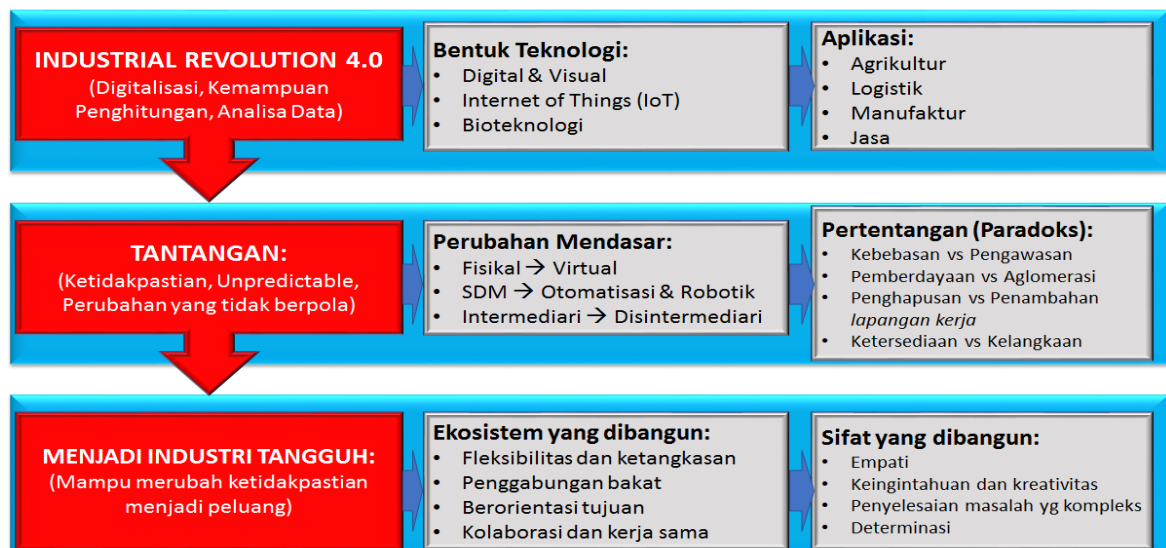 INDUSTRIAL REVOLUTION 4.0
(Digitalisasi, Kemampuan
Penghitungan, Analisa Data)
Bentuk Teknologi:
• Digital & Visual
• Internet of Things (IoT)
• Bioteknologi
Aplikasi:
• Agrikultur
• Logistik
• Manufaktur
• Jasa
TANTANGAN:
(Ketidakpastian, Unpredictable,
Perubahan yang tidak berpola)
Perubahan Mendasar:
• Fisikal → Virtual
• SDM → Otomatisasi & Robotik
• Intermediari → Disintermediari
Pertentangan (Paradoks):
• Kebebasan vs Pengawasan
• Pemberdayaan vs Aglomerasi
• Penghapusan vs Penambahan
lapangan kerja
• Ketersediaan vs Kelangkaan
MENJADI INDUSTRI TANGGUH:
(Mampu merubah ketidakpastian
menjadi peluang)
Ekosistem yang dibangun:
• Fleksibilitas dan ketangkasan
• Penggabungan bakat
• Berorientasi tujuan
• Kolaborasi dan kerja sama
Sifat yang dibangun:
• Empati
• Keingintahuan dan kreativitas
• Penyelesaian masalah yg kompleks
• Determinasi